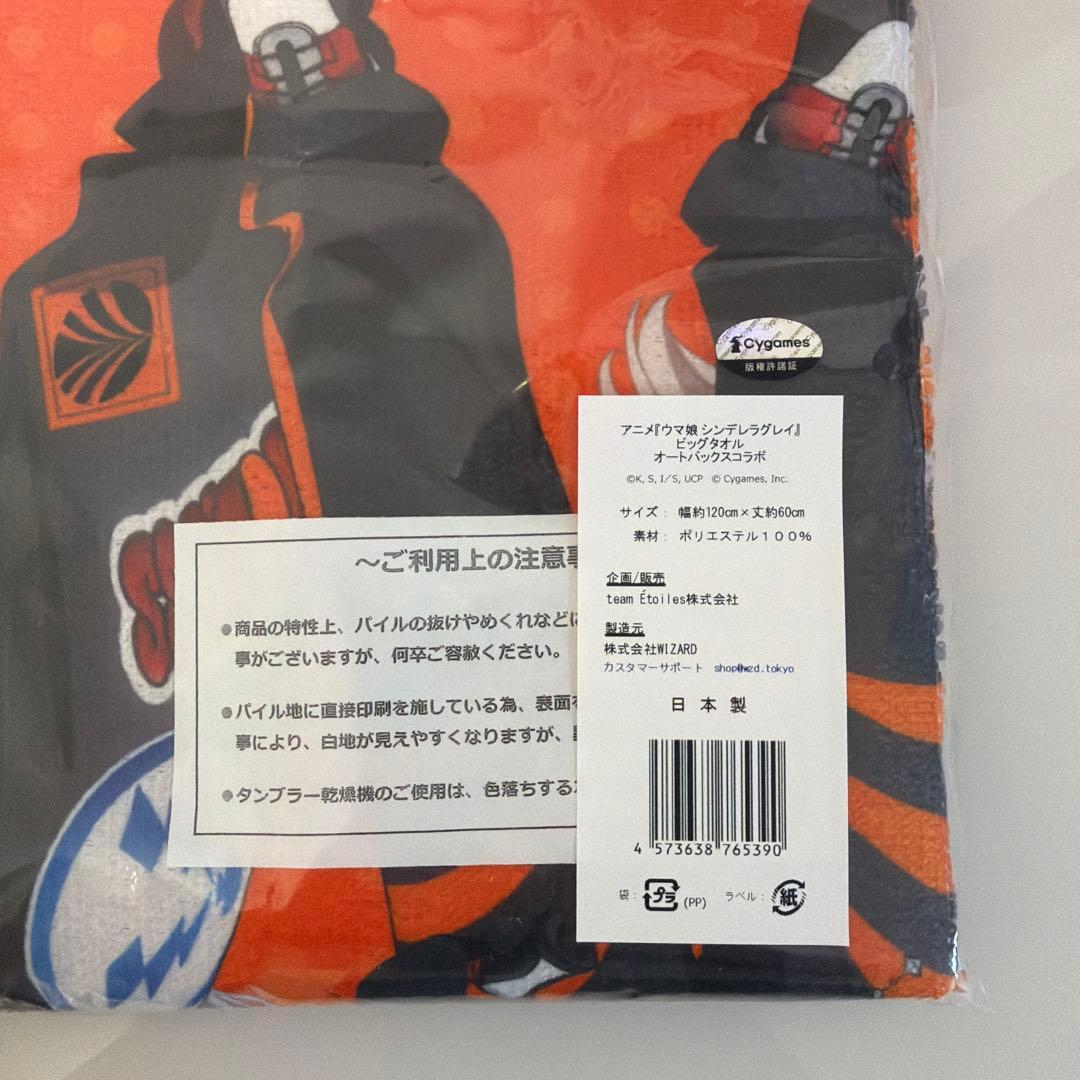 Cygames
版権許諾証
アニメ『ウマ娘 シンデレラグレイ』
ビッグタオル
オートバックスコラボ
©K, S, I/S, UCP © Cygames, Inc.
サイズ: 幅約120cm×丈約60cm
素材: ポリエステル100%
企画/販売
team Étoiles株式会社
製造元
株式会社WIZARD
カスタマーサポート shop@wzd.tokyo
日本製
4 573638 765390
袋: プラ (PP) ラベル: 紙
～ご利用上の注意事
●商品の特性上、パイルの抜けやめくれなどに
事がございますが、何卒ご容赦ください。
●パイル地に直接印刷を施している為、表面を
事により、白地が見えやすくなりますが、
●タンブラー乾燥機のご使用は、色落ちする